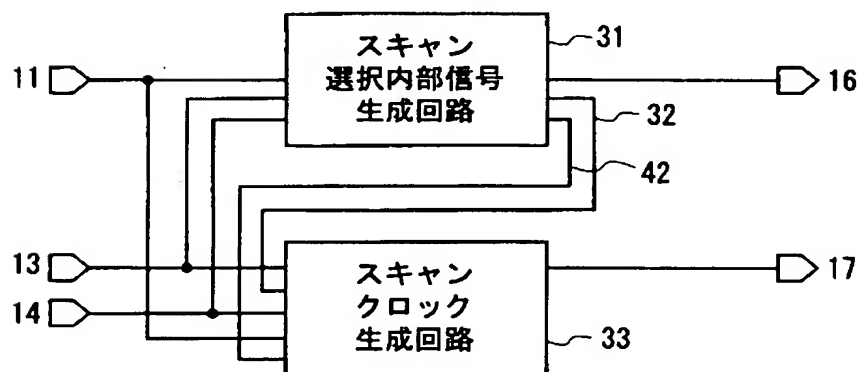 スキャン
選択内部信号
生成回路
31
11
16
32
42
13
14
スキャン
クロック
生成回路
17
33